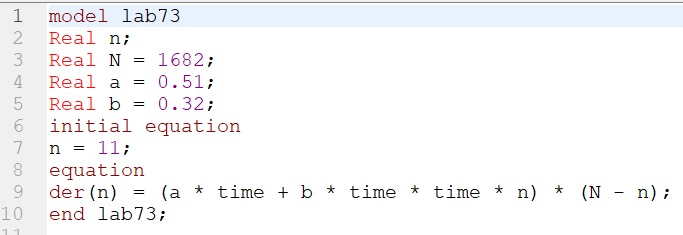 1 model lab73
2 Real n;
3 Real N = 1682;
4 Real a = 0.51;
5 Real b = 0.32;
6 initial equation
7 n = 11;
8 equation
9 der(n) = (a * time + b * time * time * n) * (N - n);
10 end lab73;
11